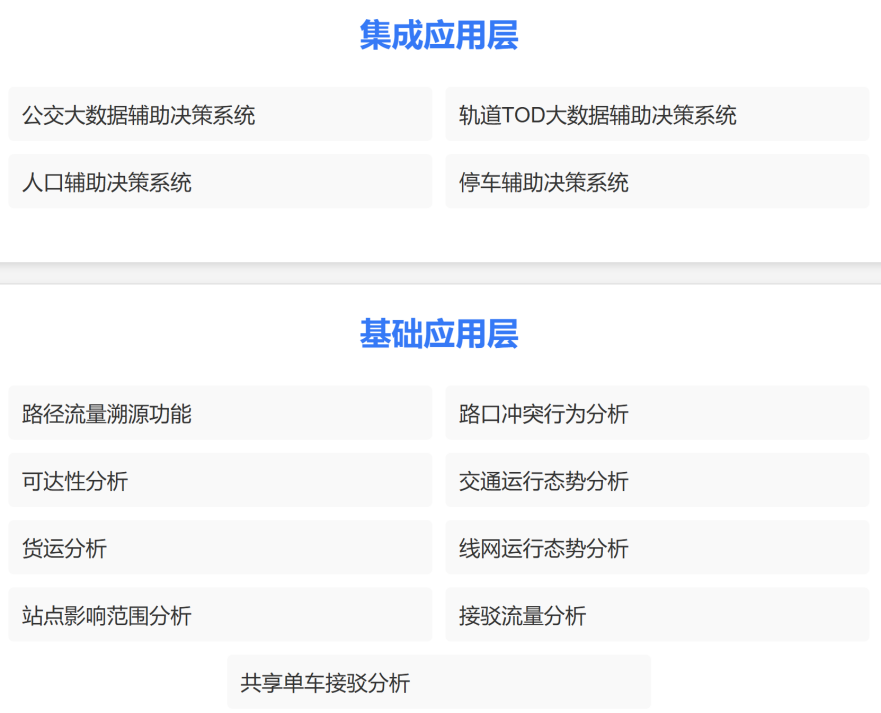 集成应用层
公交大数据辅助决策系统
轨道TOD大数据辅助决策系统
人口辅助决策系统
停车辅助决策系统
基础应用层
路径流量溯源功能
路口冲突行为分析
可达性分析
交通运行态势分析
货运分析
线网运行态势分析
站点影响范围分析
接驳流量分析
共享单车接驳分析